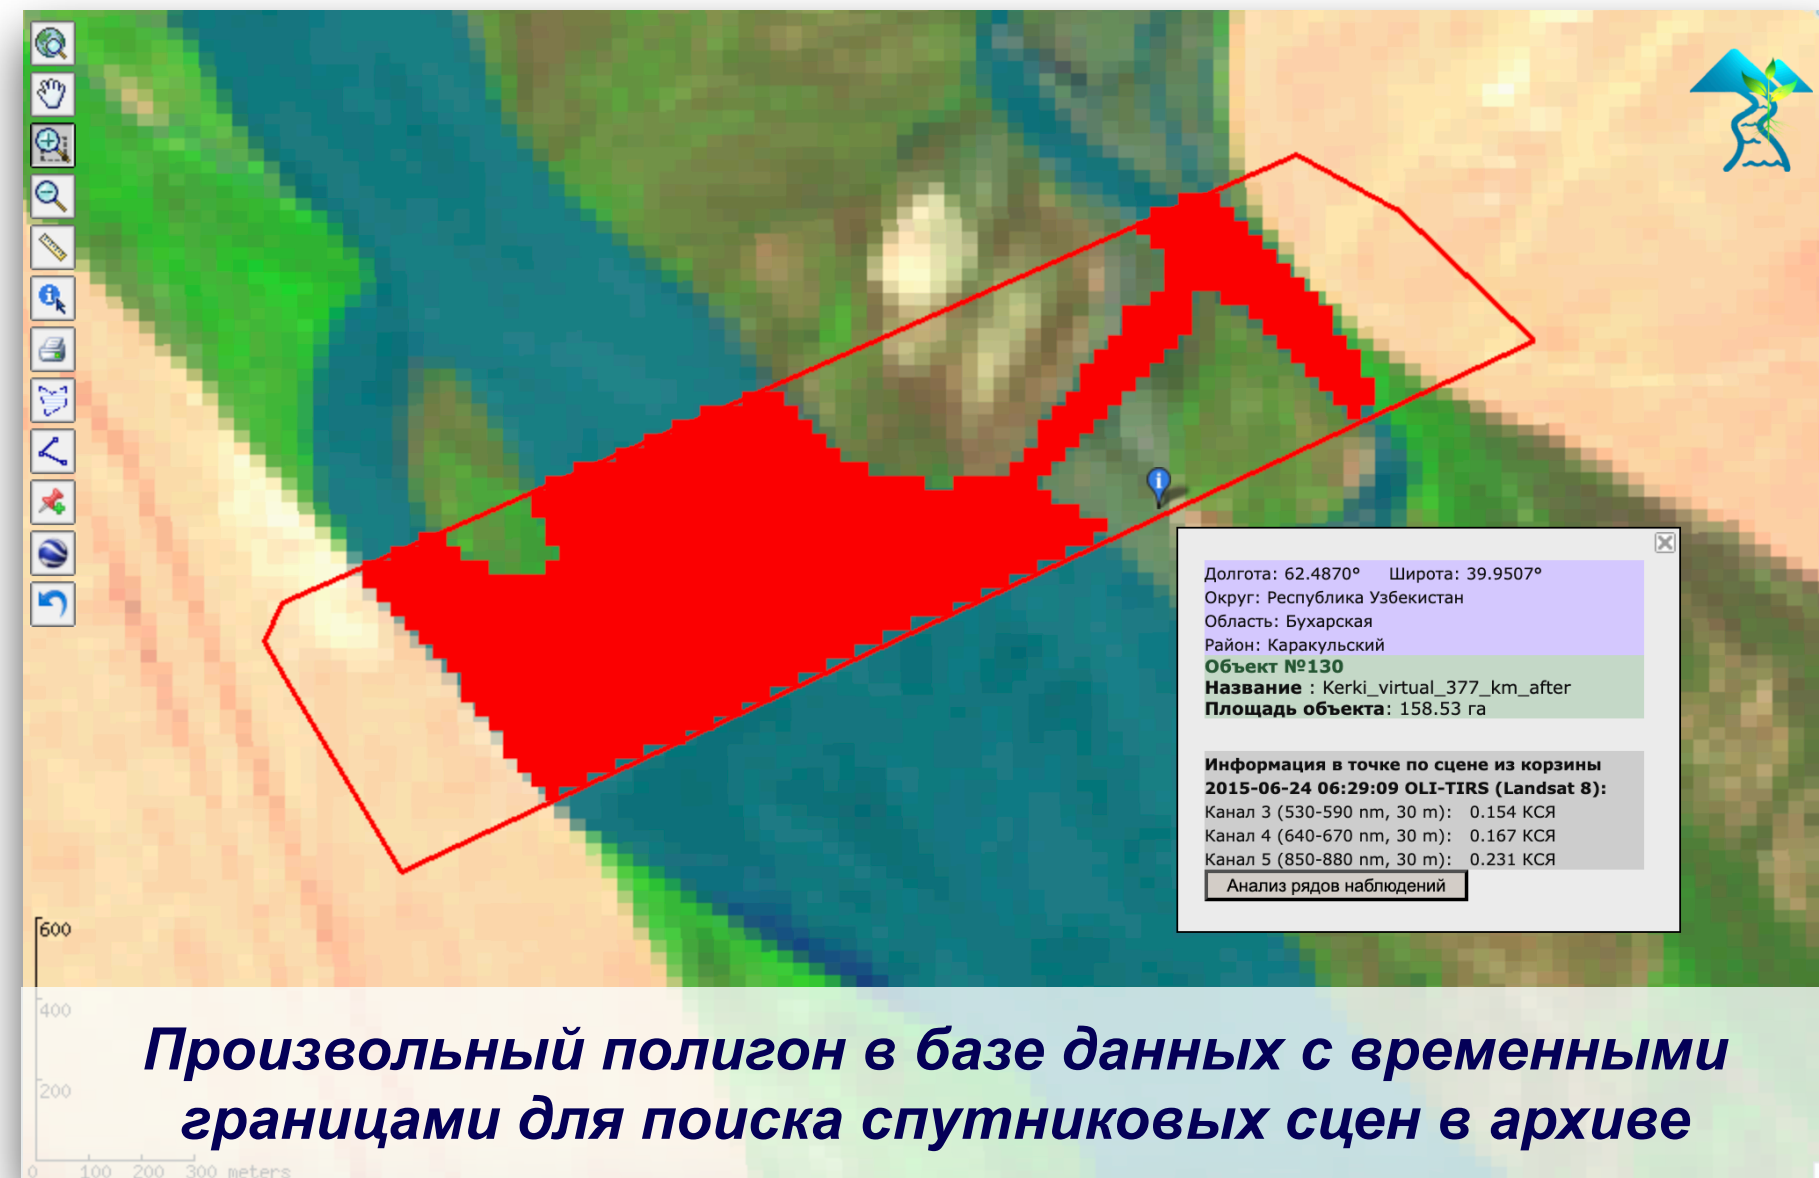 Долгота: 62.4870° Широта: 39.9507°
Округ: Республика Узбекистан
Область: Бухарская
Район: Каракульский
Объект №130
Название : Kerki_virtual_377_km_after
Площадь объекта: 158.53 га
Информация в точке по сцене из корзины
2015-06-24 06:29:09 OLI-TIRS (Landsat 8):
Канал 3 (530-590 nm, 30 m): 0.154 КСЯ
Канал 4 (640-670 nm, 30 m): 0.167 КСЯ
Канал 5 (850-880 nm, 30 m): 0.231 КСЯ
Анализ рядов наблюдений
600
400
200
0 100 200 300 meters
Произвольный полигон в базе данных с временными
границами для поиска спутниковых сцен в архиве